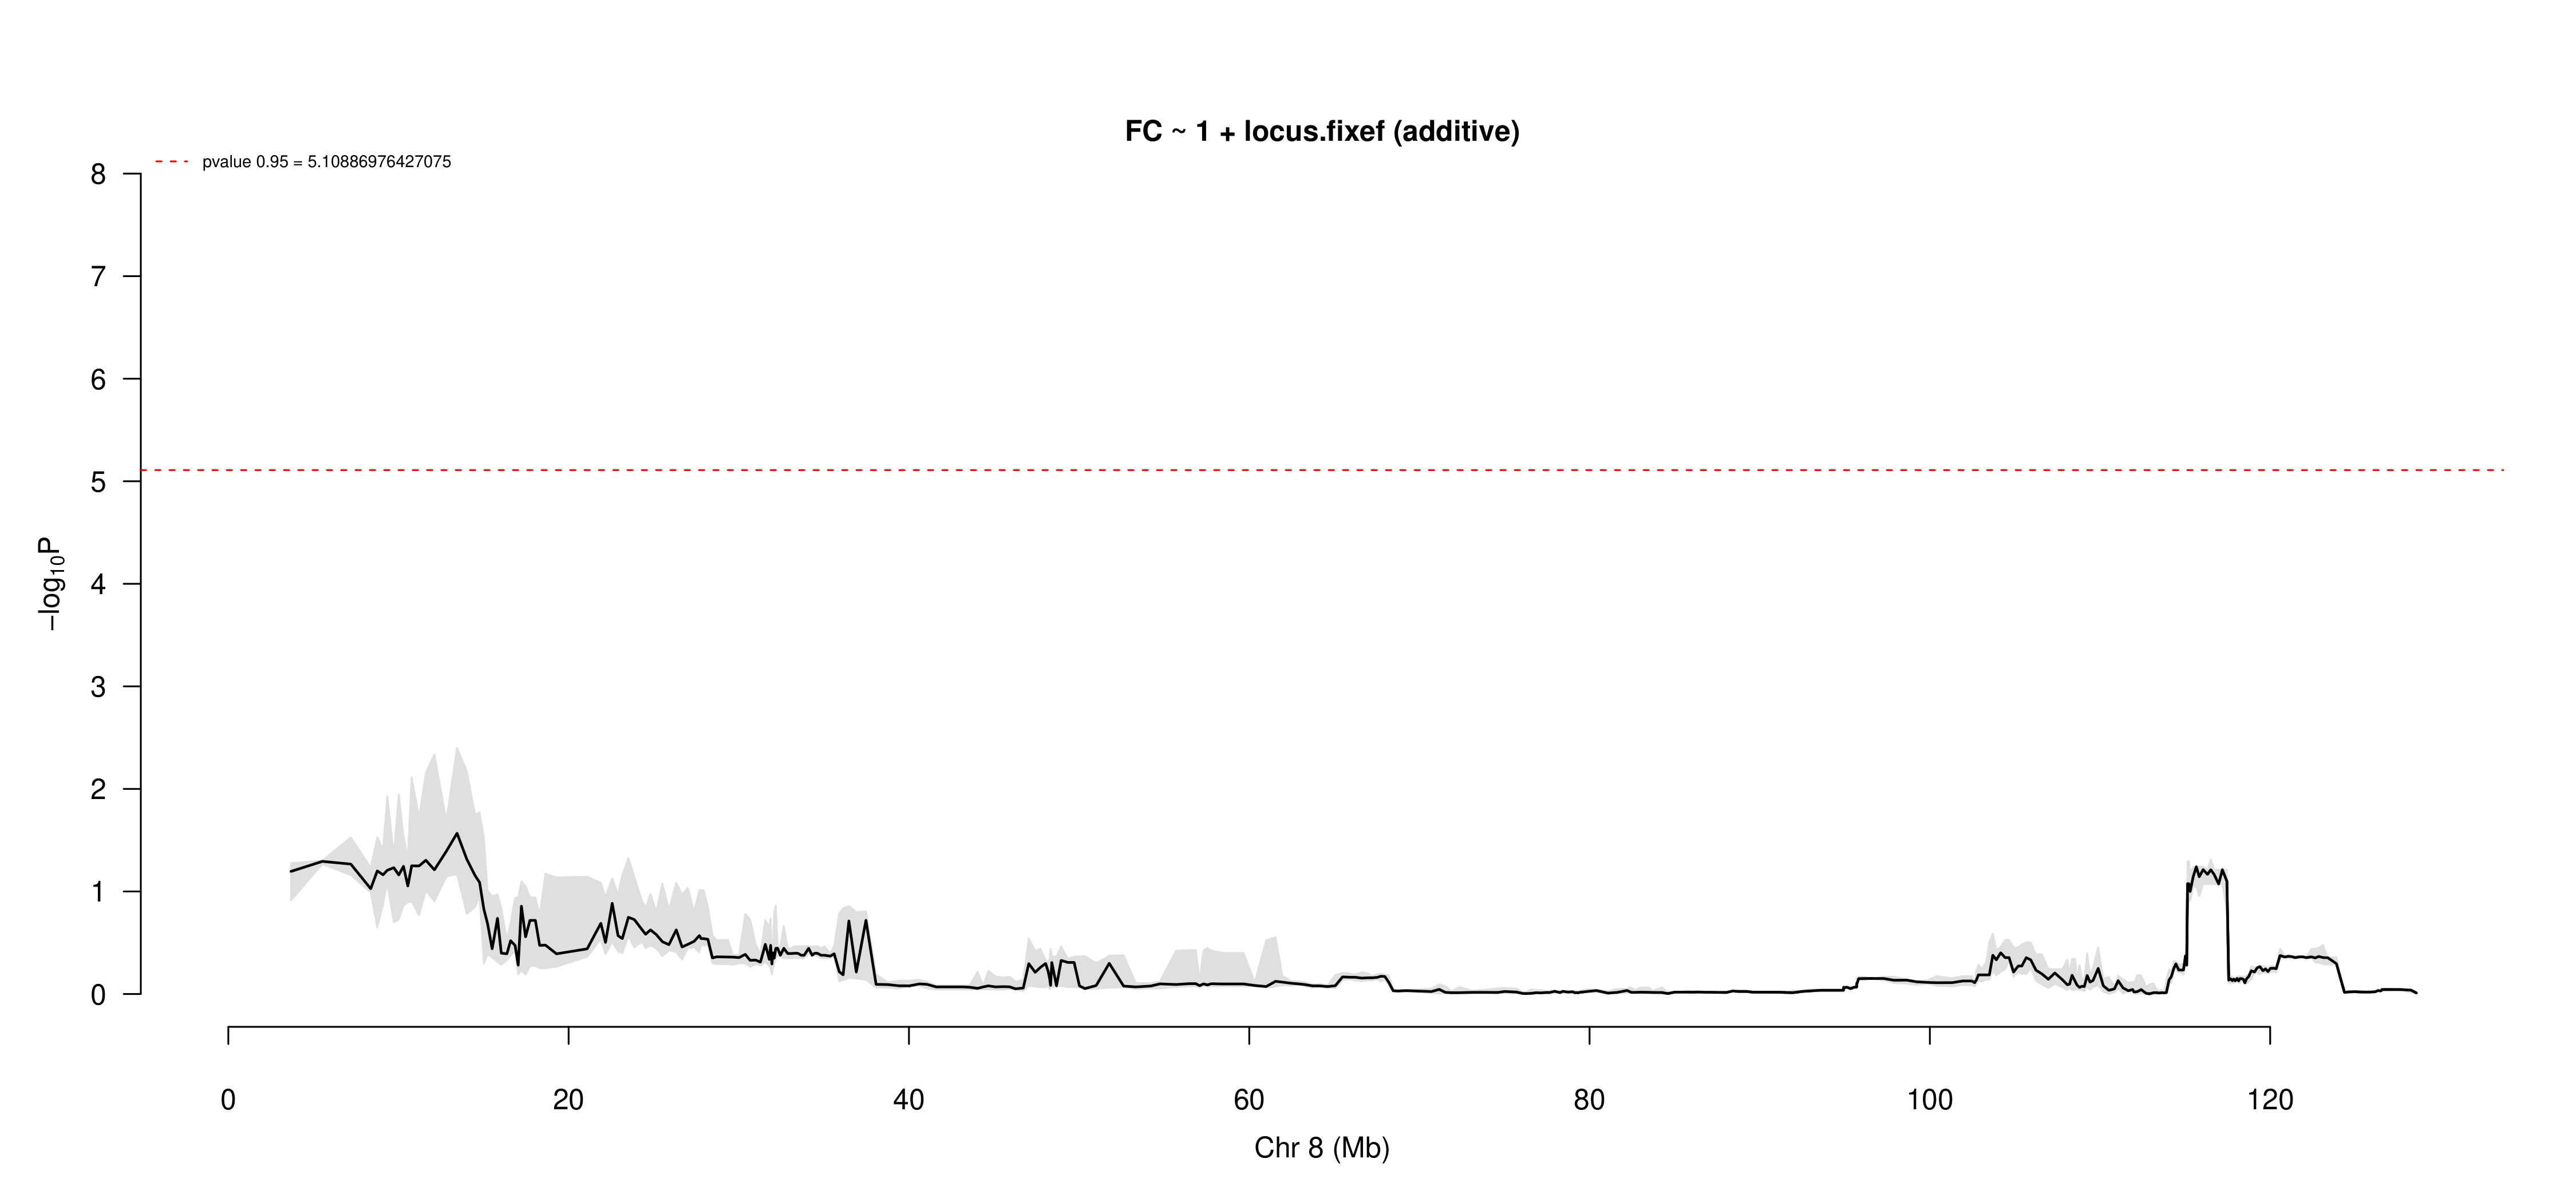 FC ~ 1 + locus.fixef (additive)
pvalue 0.95 = 5.10886976427075
8
7
6
5
4
3
2
1
0
−log10P
0 20 40 60 80 100 120
Chr 8 (Mb)